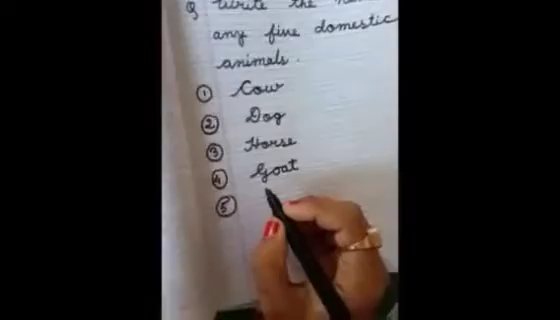 Q Write the
any five domestic
animals.
① Cow
② Dog
③ Horse
④ Goat
⑤